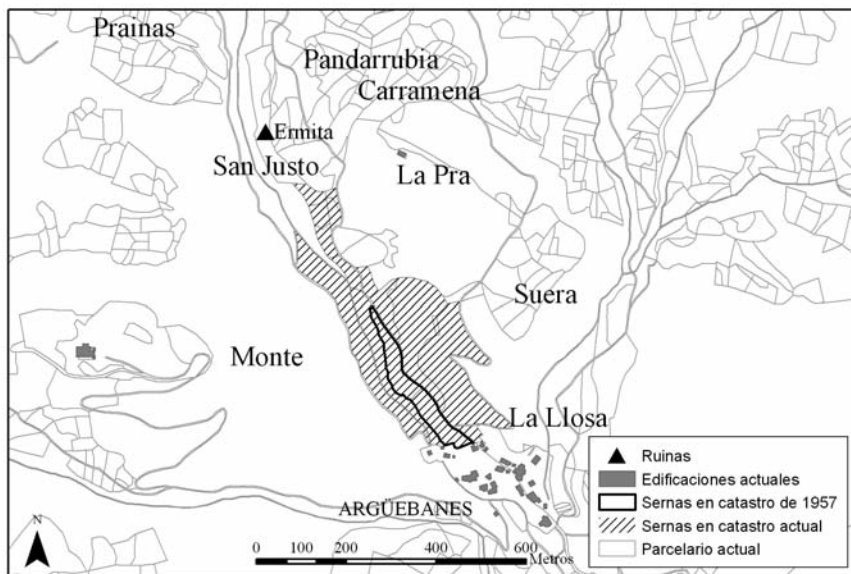 Prainas
Pandarrubia
Carramena
Ermita
San Justo
La Pra
Suera
Monte
La Llosa
ARGÜEBANES
N
0 100 200 400 600
Metros
Ruinas
Edificaciones actuales
Sernas en catastro de 1957
Sernas en catastro actual
Parcelario actual